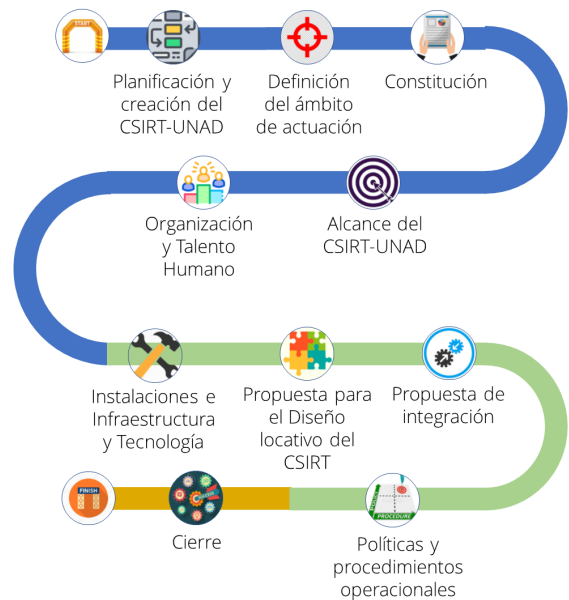 START
Planificación y
creación del
CSIRT-UNAD
Definición
del ámbito
de actuación
Constitución
Alcance del
CSIRT-UNAD
Organización
y Talento
Humano
Instalaciones e
Infraestructura
y Tecnología
Propuesta para
el Diseño
locativo del
CSIRT
Propuesta de
integración
PROCEDURE
Políticas y
procedimientos
operacionales
Cierre
FINISH